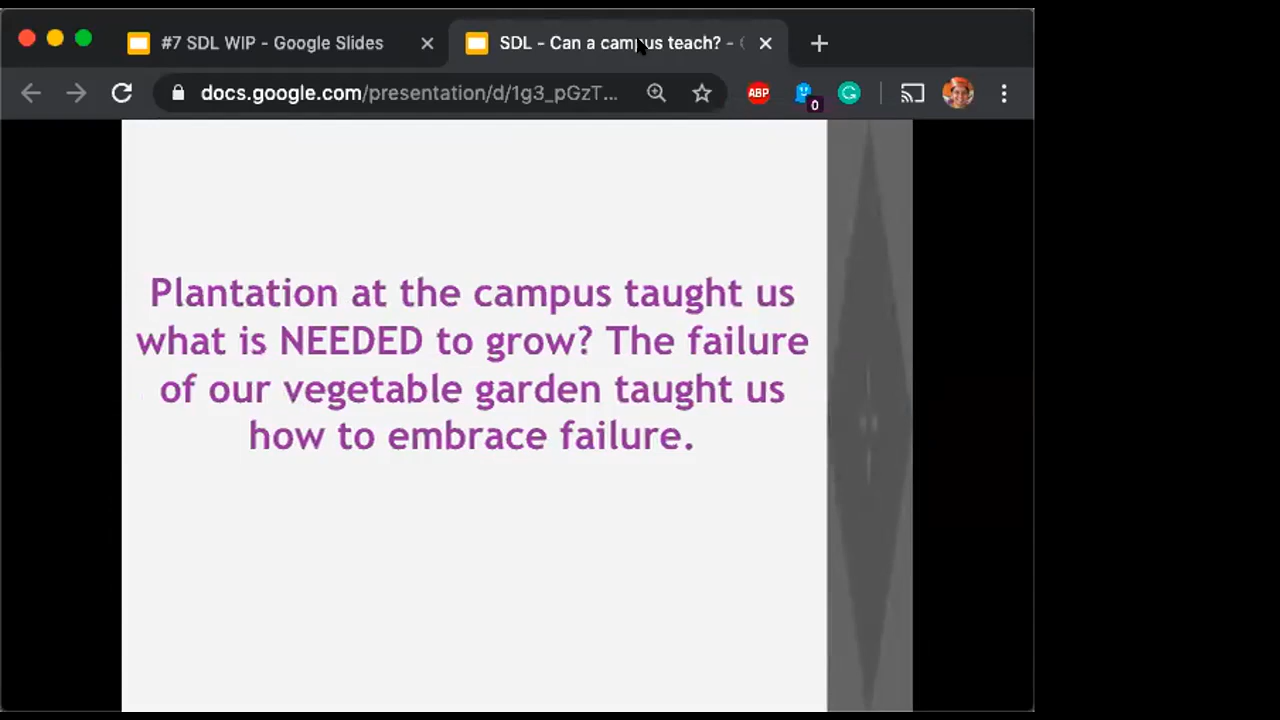 #7 SDL WIP - Google Slides
SDL - Can a campus teach? -
docs.google.com/presentation/d/1g3_pGzT...
ABP
0
Plantation at the campus taught us
what is NEEDED to grow? The failure
of our vegetable garden taught us
how to embrace failure.